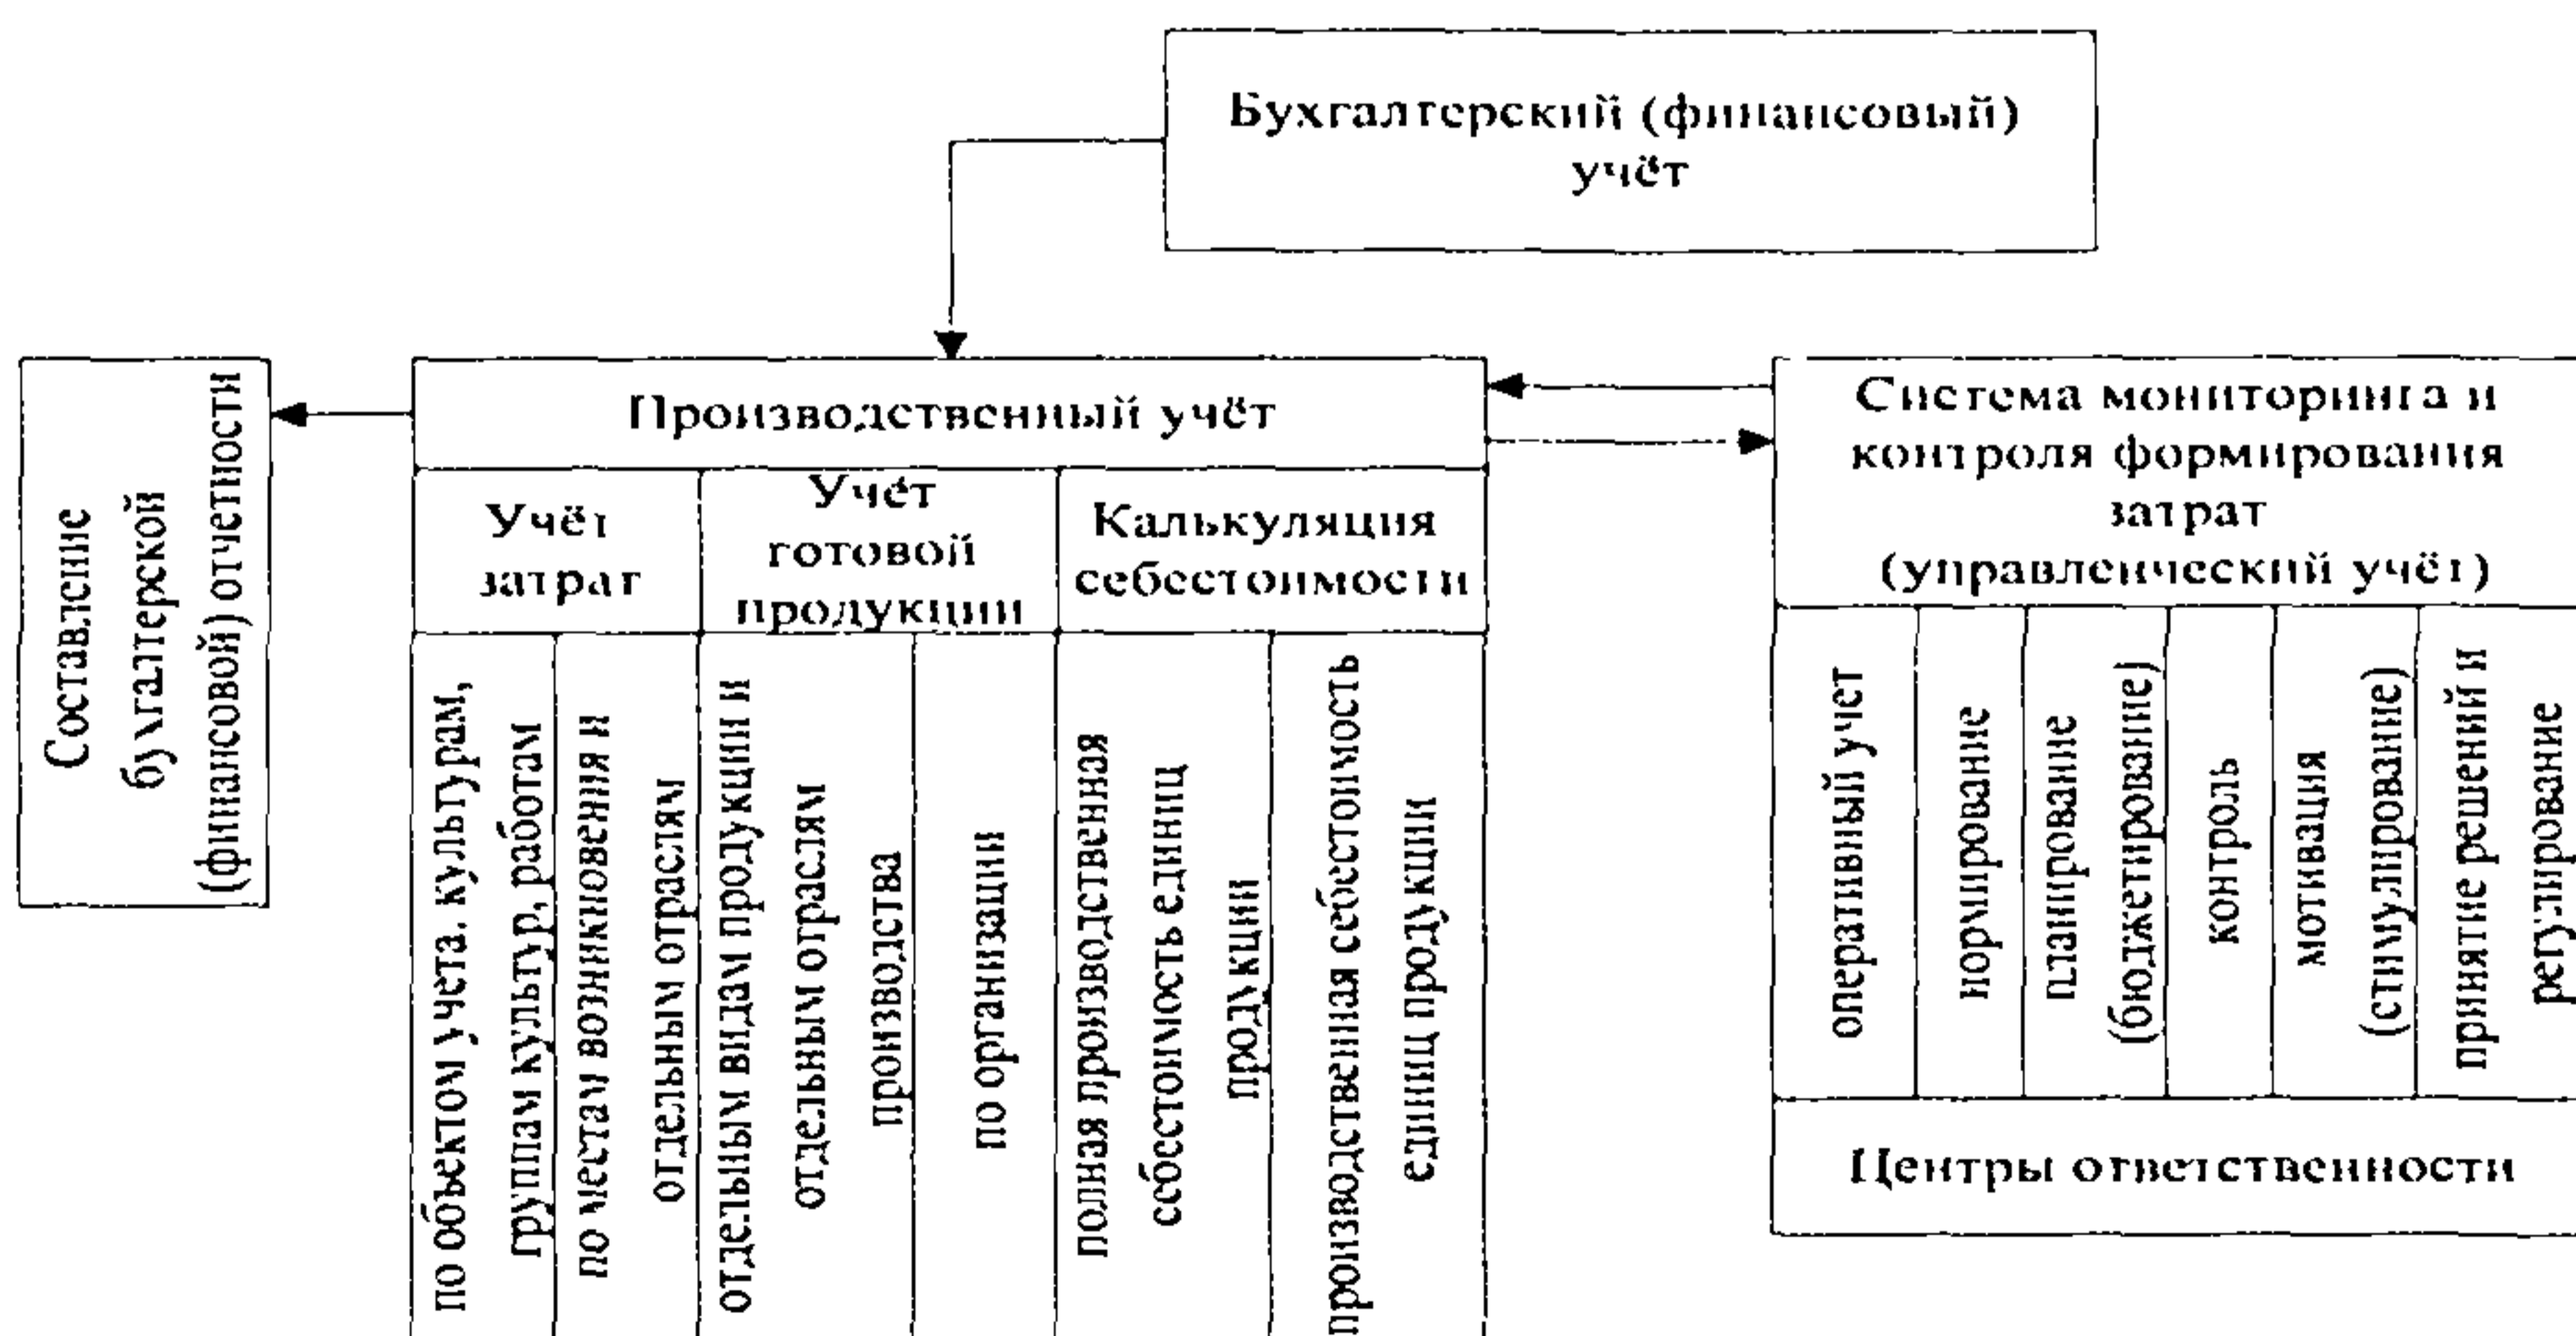 Бухгалтерский (финансовый)
учёт
Составление
бухгалтерской
(финансовой) отчетности
Производственный учёт
Учёт
затрат
Учёт
готовой
продукции
Калькуляция
себестоимости
по объектом учета, культурам,
группам культур, работам
по местам возникновения и
отдельным отраслям
отдельным видам продукции и
отдельным отраслям
производства
по организации
полная производственная
себестоимость единиц
продукции
производственная себестоимость
единиц продукции
Система мониторинга и
контроля формирования
затрат
(управленческий учёт)
оперативный учет
нормирование
планирование
(бюджетирование)
контроль
мотивация
(стимулирование)
принятие решений и
регулирование
Центры ответственности